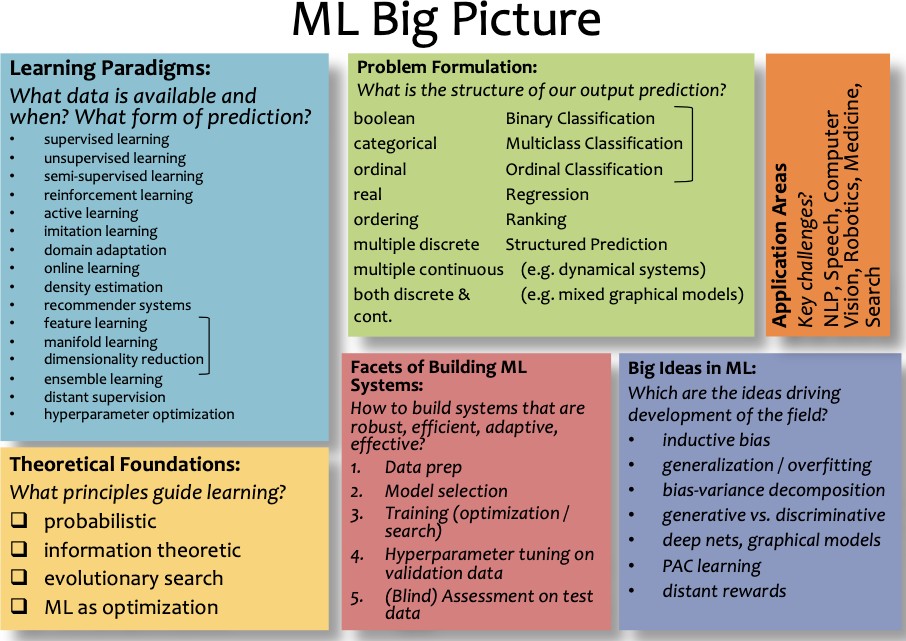 ML Big Picture
Learning Paradigms:
What data is available and
when? What form of prediction?
• supervised learning
• unsupervised learning
• semi-supervised learning
• reinforcement learning
• active learning
• imitation learning
• domain adaptation
• online learning
• density estimation
• recommender systems
• feature learning
• manifold learning
• dimensionality reduction
• ensemble learning
• distant supervision
• hyperparameter optimization
Problem Formulation:
What is the structure of our output prediction?
boolean Binary Classification
categorical Multiclass Classification
ordinal Ordinal Classification
real Regression
ordering Ranking
multiple discrete Structured Prediction
multiple continuous (e.g. dynamical systems)
both discrete & (e.g. mixed graphical models)
cont.
Application Areas
Key challenges?
NLP, Speech, Computer
Vision, Robotics, Medicine,
Search
Theoretical Foundations:
What principles guide learning?
❑ probabilistic
❑ information theoretic
❑ evolutionary search
❑ ML as optimization
Facets of Building ML
Systems:
How to build systems that are
robust, efficient, adaptive,
effective?
1. Data prep
2. Model selection
3. Training (optimization /
search)
4. Hyperparameter tuning on
validation data
5. (Blind) Assessment on test
data
Big Ideas in ML:
Which are the ideas driving
development of the field?
• inductive bias
• generalization / overfitting
• bias-variance decomposition
• generative vs. discriminative
• deep nets, graphical models
• PAC learning
• distant rewards